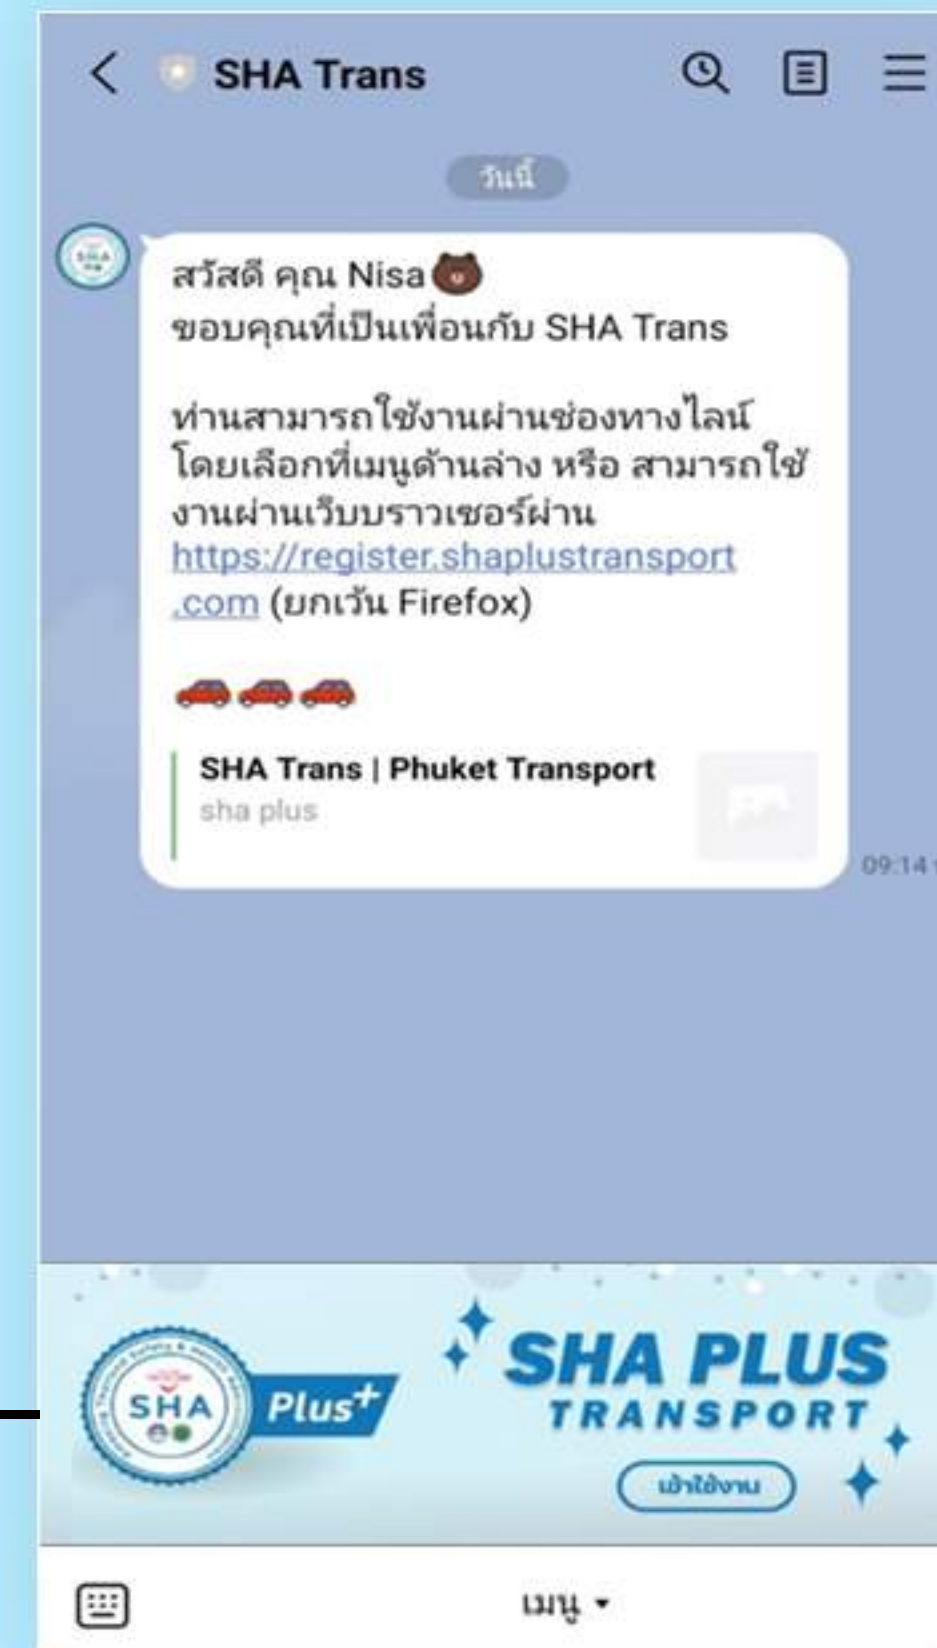 SHA Trans
วันนี้
สวัสดี คุณ Nisa
ขอบคุณที่เป็นเพื่อนกับ SHA Trans
ท่านสามารถใช้งานผ่านช่องทางไลน์
โดยเลือกที่เมนูด้านล่าง หรือ สามารถใช้
งานผ่านเว็บบราวเซอร์ผ่าน
https://register.shaplustransport
.com (ยกเว้น Firefox)
SHA Trans | Phuket Transport
sha plus
09:14
SHA
Plus+
SHA PLUS
TRANSPORT
เข้าใช้งาน
เมนู